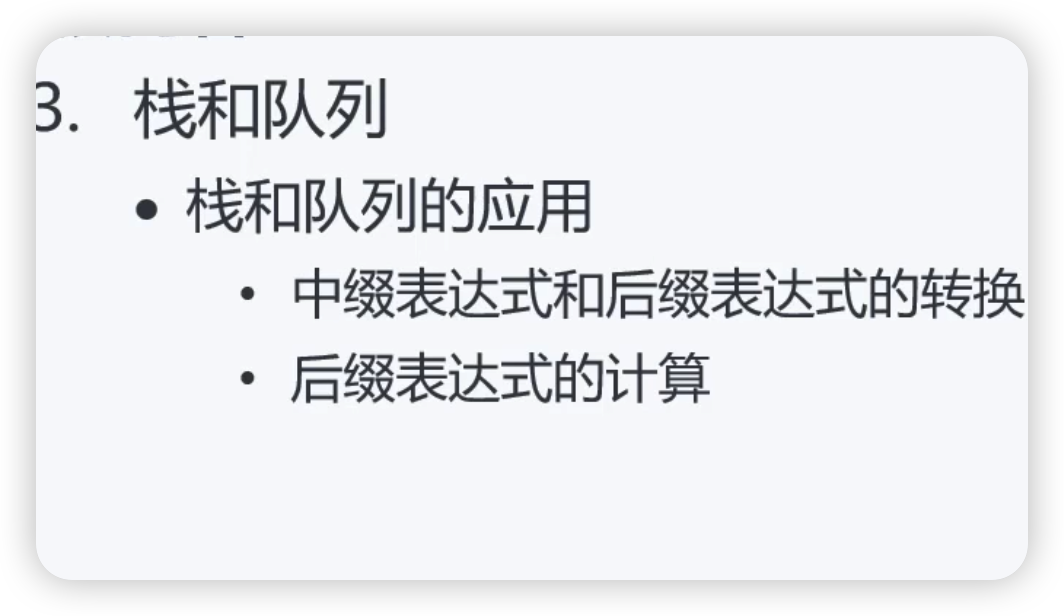 3. 栈和队列
• 栈和队列的应用
• 中缀表达式和后缀表达式的转换
• 后缀表达式的计算